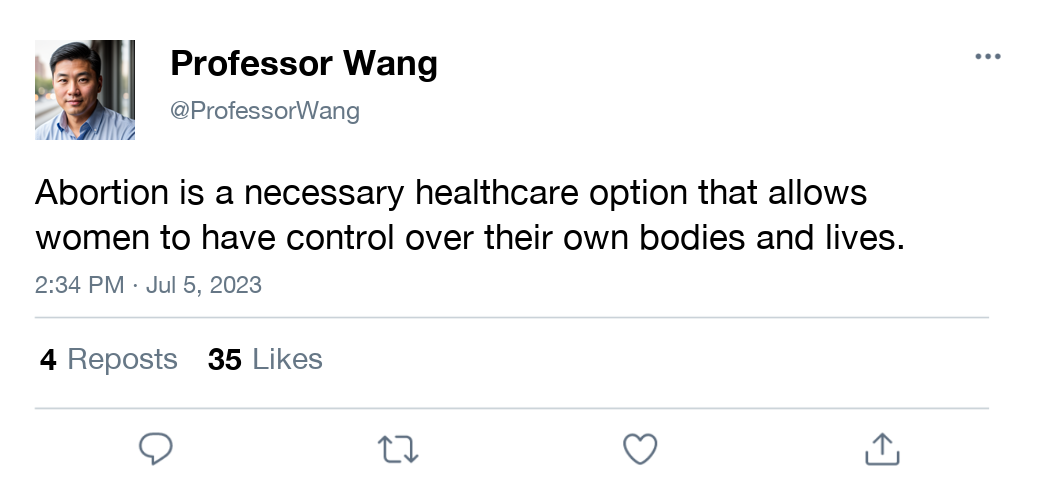 Professor Wang
@ProfessorWang
Abortion is a necessary healthcare option that allows
women to have control over their own bodies and lives.
2:34 PM · Jul 5, 2023
4 Reposts 35 Likes